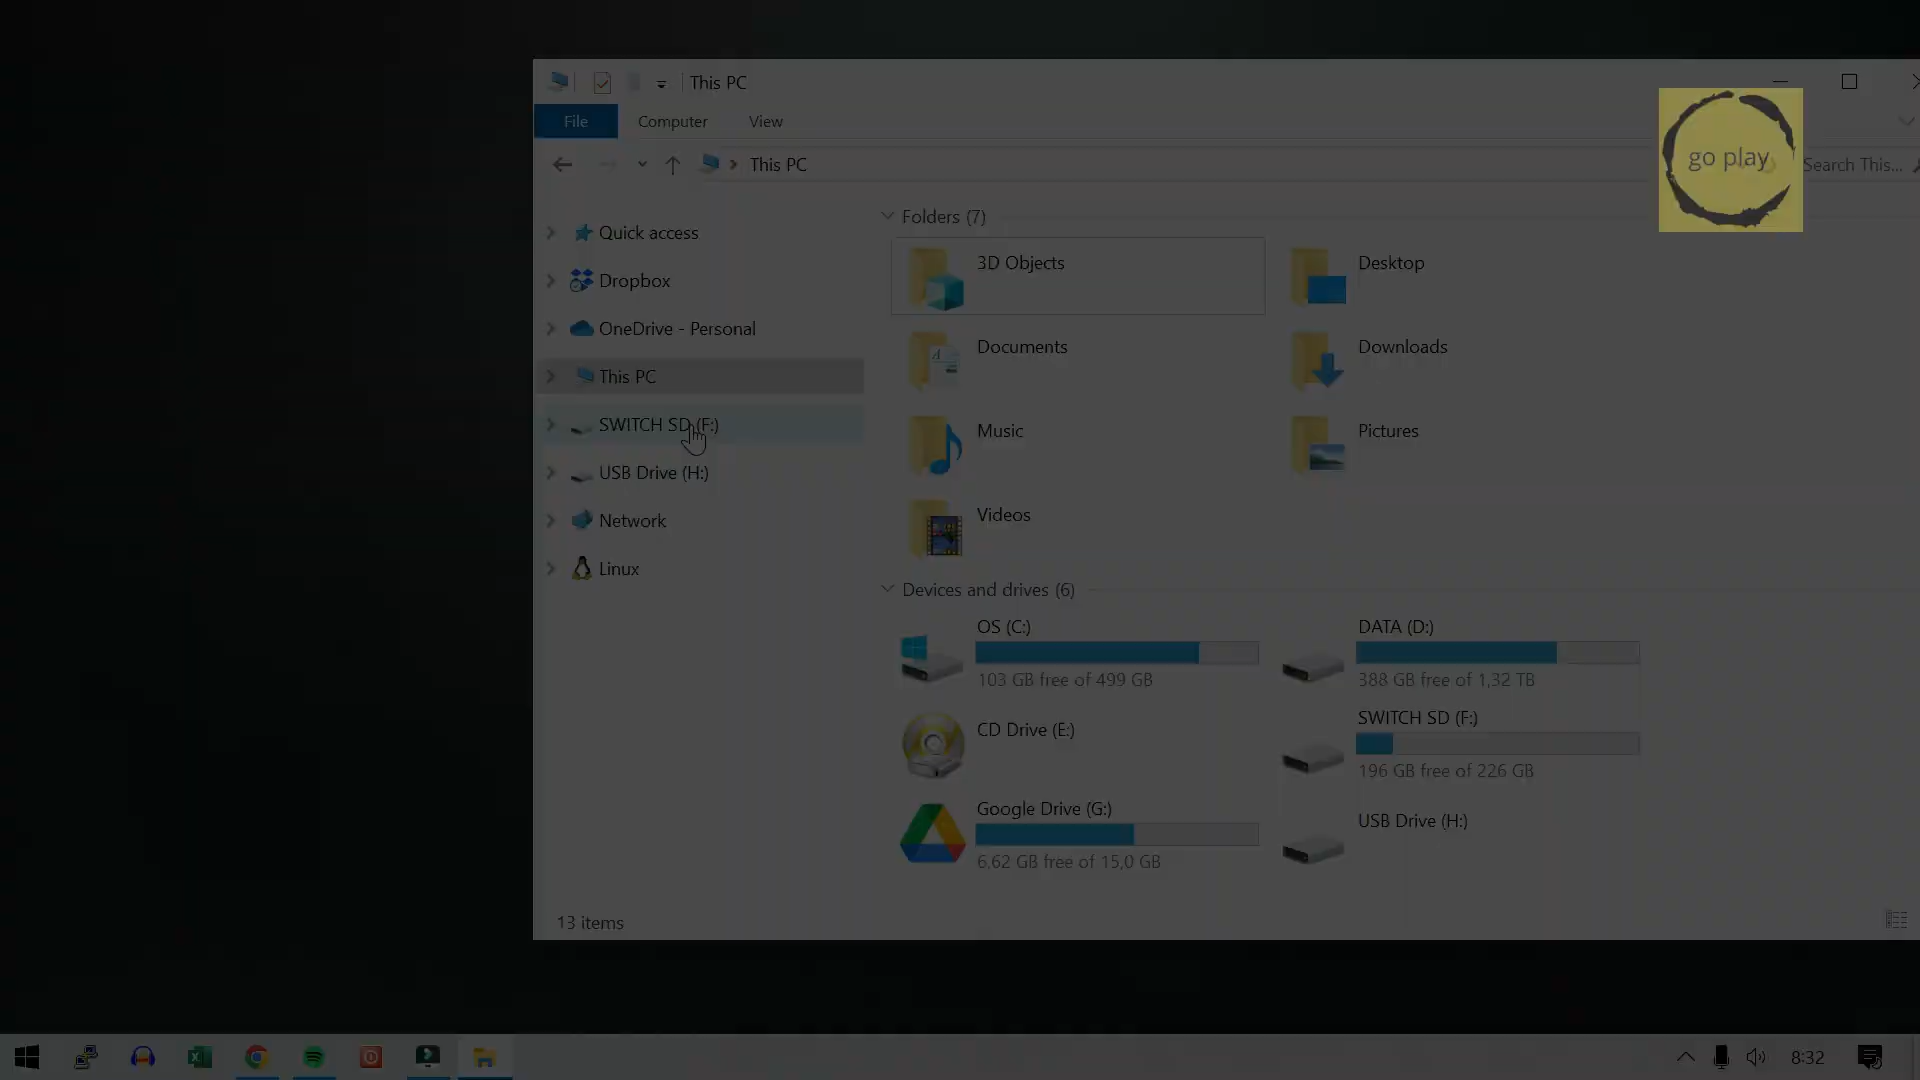 This PC
File
Computer
View
This PC
Search This...
go play
Quick access
Dropbox
OneDrive - Personal
This PC
SWITCH SD (F:)
USB Drive (H:)
Network
Linux
Folders (7)
3D Objects
Desktop
Documents
Downloads
Music
Pictures
Videos
Devices and drives (6)
OS (C:)
103 GB free of 499 GB
DATA (D:)
388 GB free of 1,32 TB
CD Drive (E:)
SWITCH SD (F:)
196 GB free of 226 GB
Google Drive (G:)
6,62 GB free of 15,0 GB
USB Drive (H:)
13 items
8:32